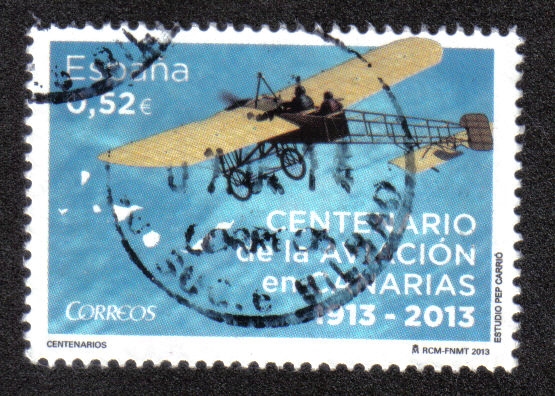 España
0,52€
CENTENARIO
de la AVIACIÓN
en CANARIAS
1913 - 2013
CORREOS
CORREOS
ESTUDIO PEP CARRIÓ
CENTENARIOS
RCM-FNMT 2013